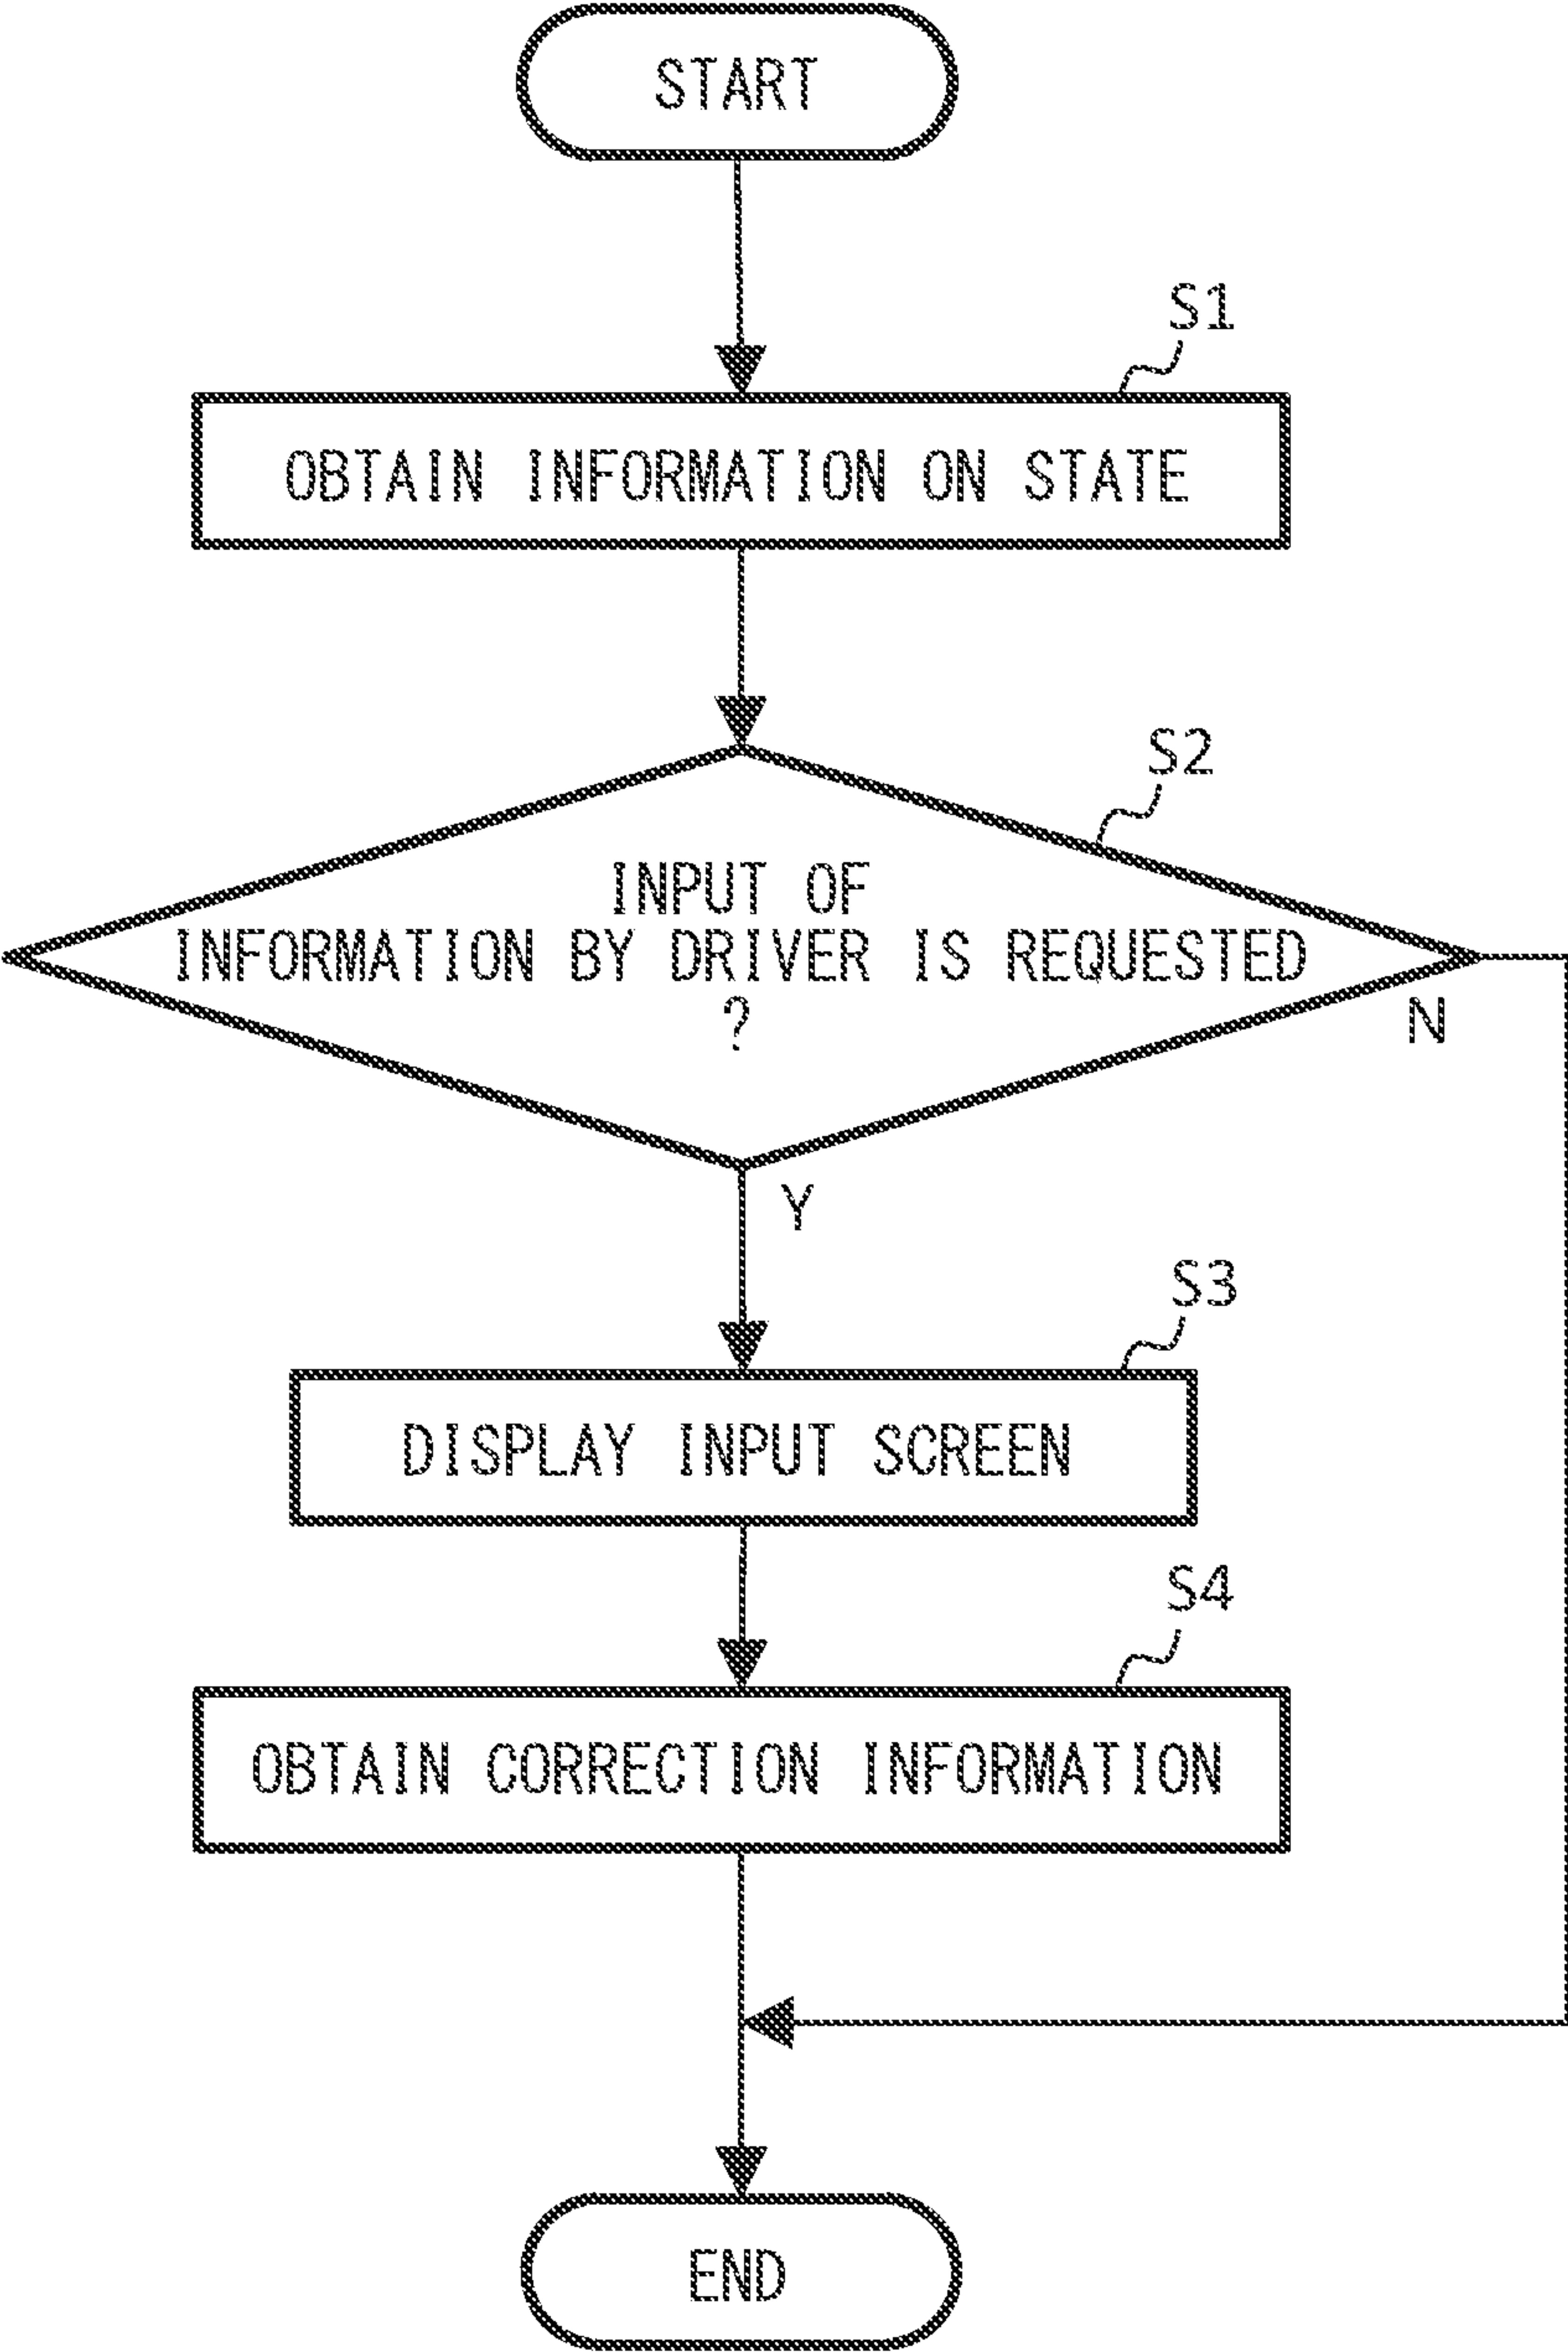 START
S1
OBTAIN INFORMATION ON STATE
S2
INPUT OF
INFORMATION BY DRIVER IS REQUESTED
?
N
Y
S3
DISPLAY INPUT SCREEN
S4
OBTAIN CORRECTION INFORMATION
END